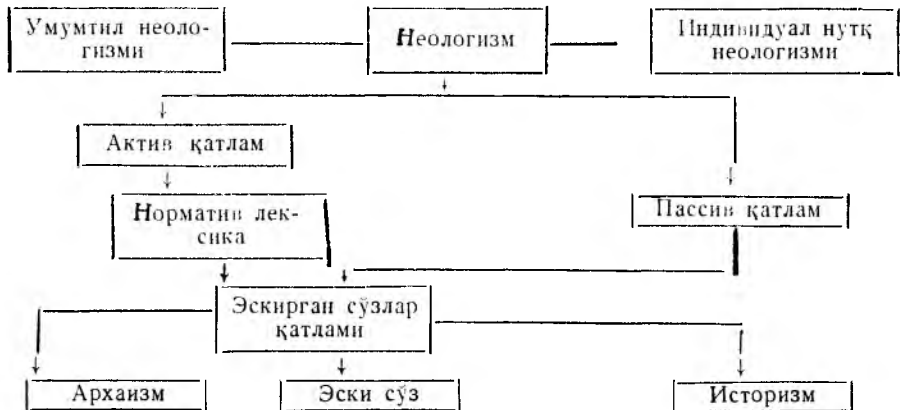 Умумтил неоло-
гизми
Неологизм
Индивидуал нутқ
неологизми
Актив қатлам
Норматив лек-
сика
Пассив қатлам
Эскирган сўзлар
қатлами
Архаизм
Эски сўз
Историзм